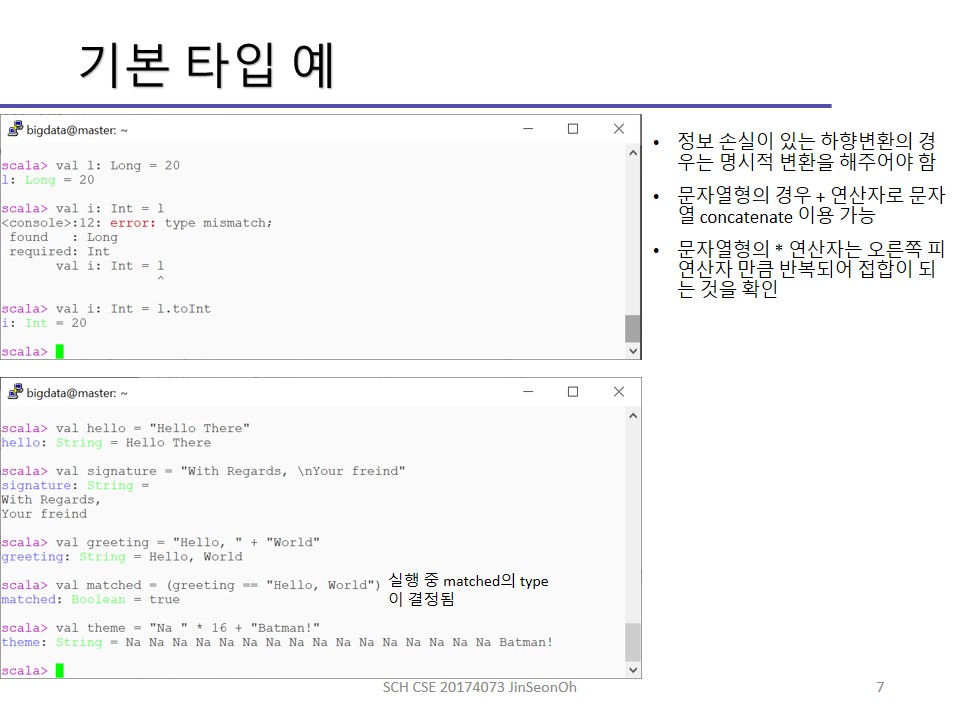 기본 타입 예
bigdata@master: ~
scala> val l: Long = 20
l: Long = 20
scala> val i: Int = l
<console>:12: error: type mismatch;
found   : Long
required: Int
val i: Int = l
^
scala> val i: Int = l.toInt
i: Int = 20
scala>
• 정보 손실이 있는 하향변환의 경
우는 명시적 변환을 해주어야 함
• 문자열형의 경우 + 연산자로 문자
열 concatenate 이용 가능
• 문자열형의 * 연산자는 오른쪽 피
연산자 만큼 반복되어 접합이 되
는 것을 확인
bigdata@master: ~
scala> val hello = "Hello There"
hello: String = Hello There
scala> val signature = "With Regards, \nYour freind"
signature: String =
With Regards,
Your freind
scala> val greeting = "Hello, " + "World"
greeting: String = Hello, World
scala> val matched = (greeting == "Hello, World")
matched: Boolean = true
실행 중 matched의 type
이 결정됨
scala> val theme = "Na " * 16 + "Batman!"
theme: String = Na Na Na Na Na Na Na Na Na Na Na Na Na Na Na Na Batman!
scala>
SCH CSE 20174073 JinSeonOh
7